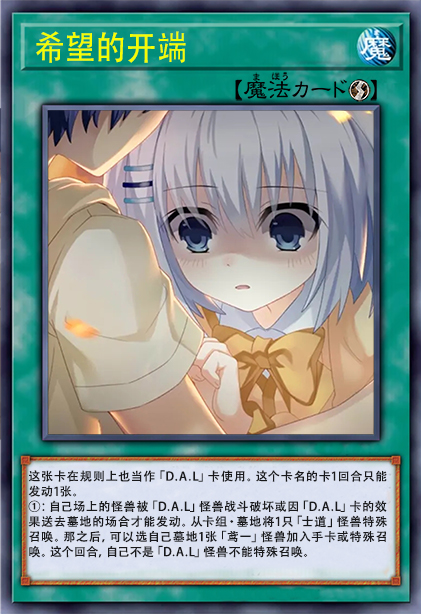 希望的开端
魔
まほう
【魔法カード】
这张卡在规则上也当作「D.A.L」卡使用。这个卡名的卡1回合只能
发动1张。
①：自己场上的怪兽被「D.A.L」怪兽战斗破坏或因「D.A.L」卡的效
果送去墓地的场合才能发动。从卡组·墓地将1只「士道」怪兽特殊
召唤。那之后，可以选自己墓地1张「鸢一」怪兽加入手卡或特殊召
唤。这个回合，自己不是「D.A.L」怪兽不能特殊召唤。